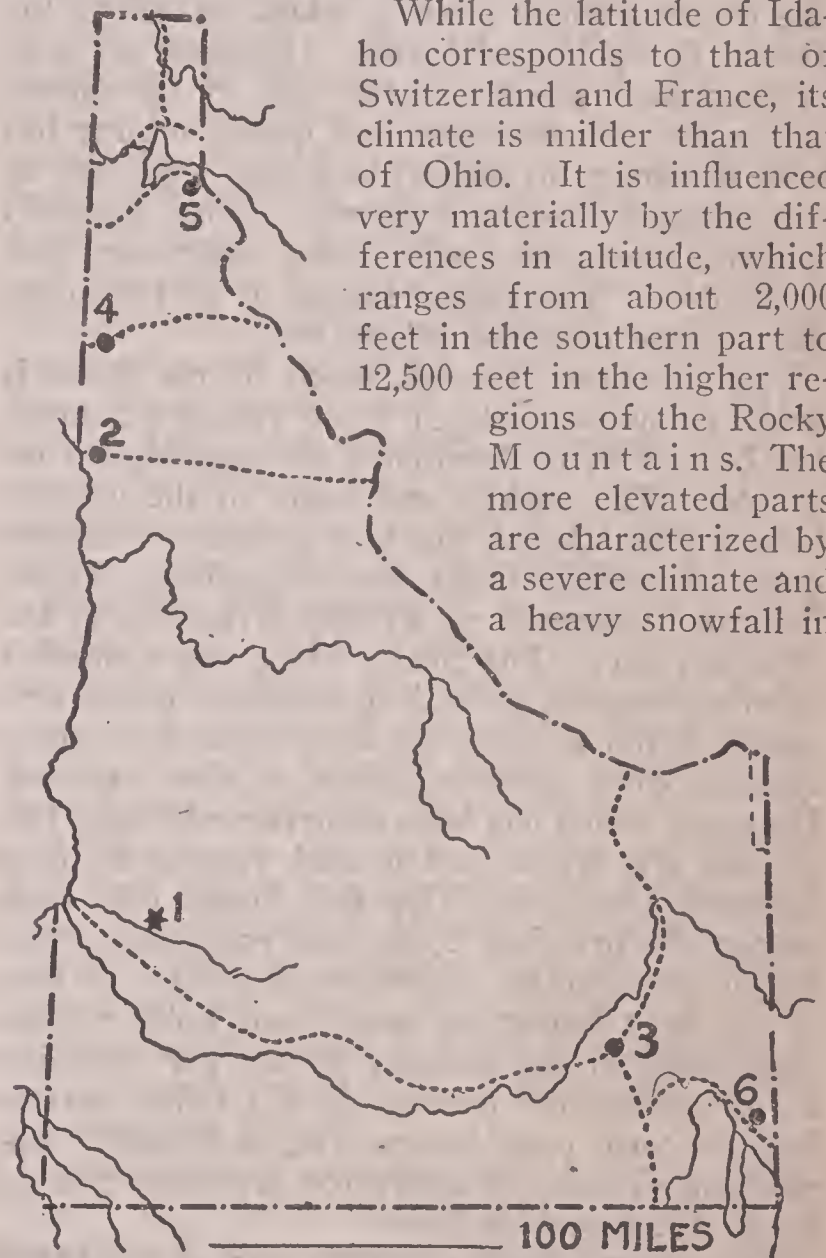 While the latitude of Ida-
ho corresponds to that of
Switzerland and France, its
climate is milder than that
of Ohio. It is influenced
very materially by the dif-
ferences in altitude, which
ranges from about 2,000
feet in the southern part to
12,500 feet in the higher re-
gions of the Rocky
Mountains. The
more elevated parts
are characterized by
a severe climate and
a heavy snowfall in
5
4
2
1
3
6
100 MILES